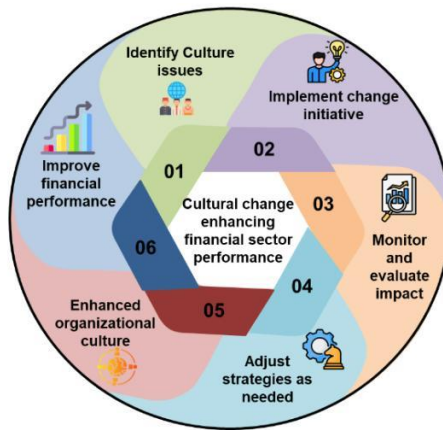 Identify Culture
issues
Implement change
initiative
Monitor
and
evaluate
impact
Adjust
strategies as
needed
Enhanced
organizational
culture
Improve
financial
performance
01
02
03
04
05
06
Cultural change
enhancing
financial sector
performance